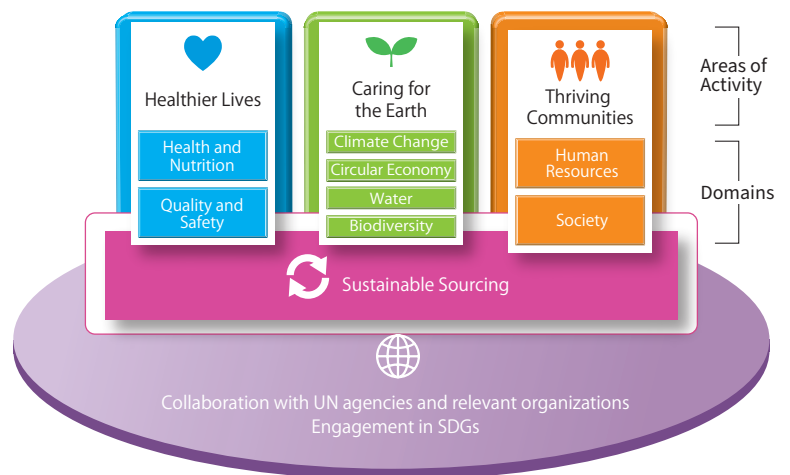 Healthier Lives
Health and
Nutrition
Quality and
Safety
Caring for
the Earth
Climate Change
Circular Economy
Water
Biodiversity
Thriving
Communities
Human
Resources
Society
Areas of
Activity
Domains
Sustainable Sourcing
Collaboration with UN agencies and relevant organizations
Engagement in SDGs